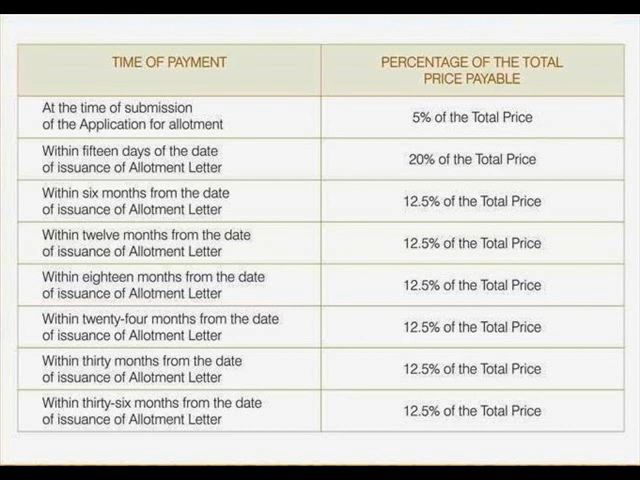 TIME OF PAYMENT
PERCENTAGE OF THE TOTAL
PRICE PAYABLE
At the time of submission
of the Application for allotment
5% of the Total Price
Within fifteen days of the date
of issuance of Allotment Letter
20% of the Total Price
Within six months from the date
of issuance of Allotment Letter
12.5% of the Total Price
Within twelve months from the date
of issuance of Allotment Letter
12.5% of the Total Price
Within eighteen months from the date
of issuance of Allotment Letter
12.5% of the Total Price
Within twenty-four months from the date
of issuance of Allotment Letter
12.5% of the Total Price
Within thirty months from the date
of issuance of Allotment Letter
12.5% of the Total Price
Within thirty-six months from the date
of issuance of Allotment Letter
12.5% of the Total Price